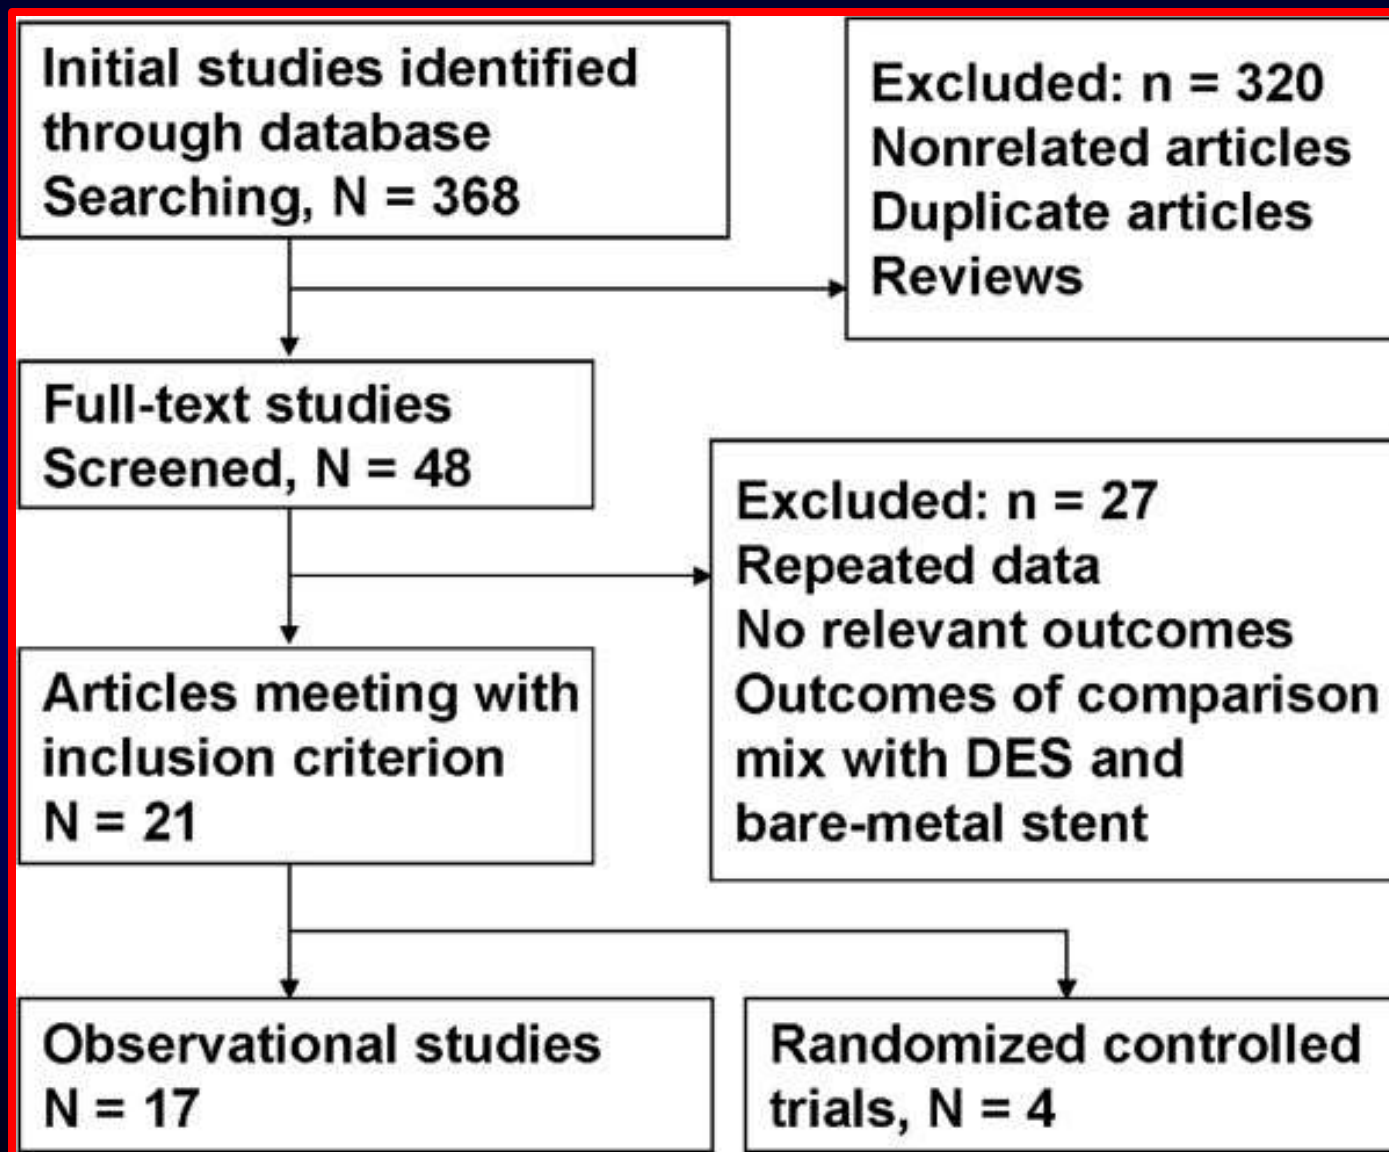 Initial studies identified
through database
Searching, N = 368
Excluded: n = 320
Nonrelated articles
Duplicate articles
Reviews
Full-text studies
Screened, N = 48
Excluded: n = 27
Repeated data
No relevant outcomes
Outcomes of comparison
mix with DES and
bare-metal stent
Articles meeting with
inclusion criterion
N = 21
Observational studies
N = 17
Randomized controlled
trials, N = 4